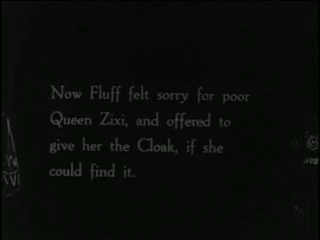 Now Fluff felt sorry for poor
Queen Zixi, and offered to
give her the Cloak, if she
could find it.